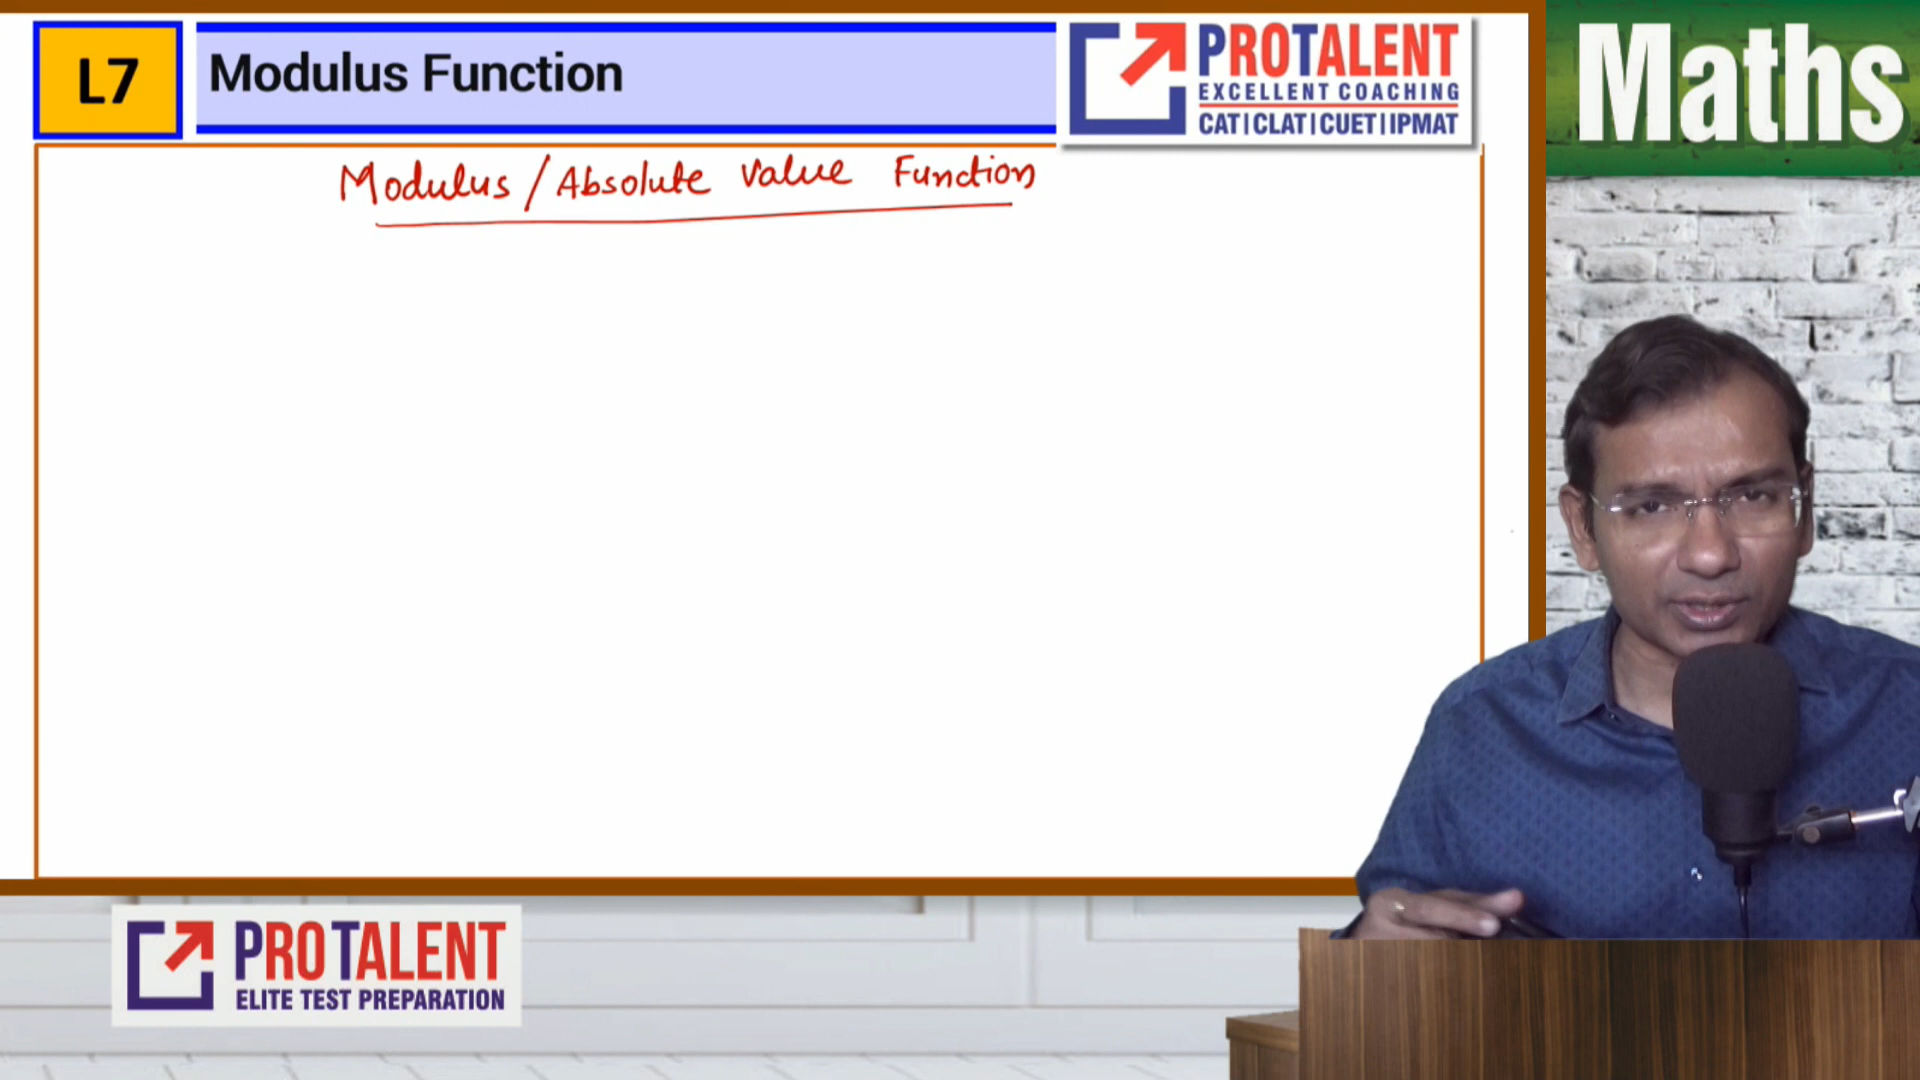 L7
Modulus Function
PROTALENT
EXCELLENT COACHING
CAT|CLAT|CUET|IPMAT
Maths
Modulus / Absolute Value Function
PROTALENT
ELITE TEST PREPARATION